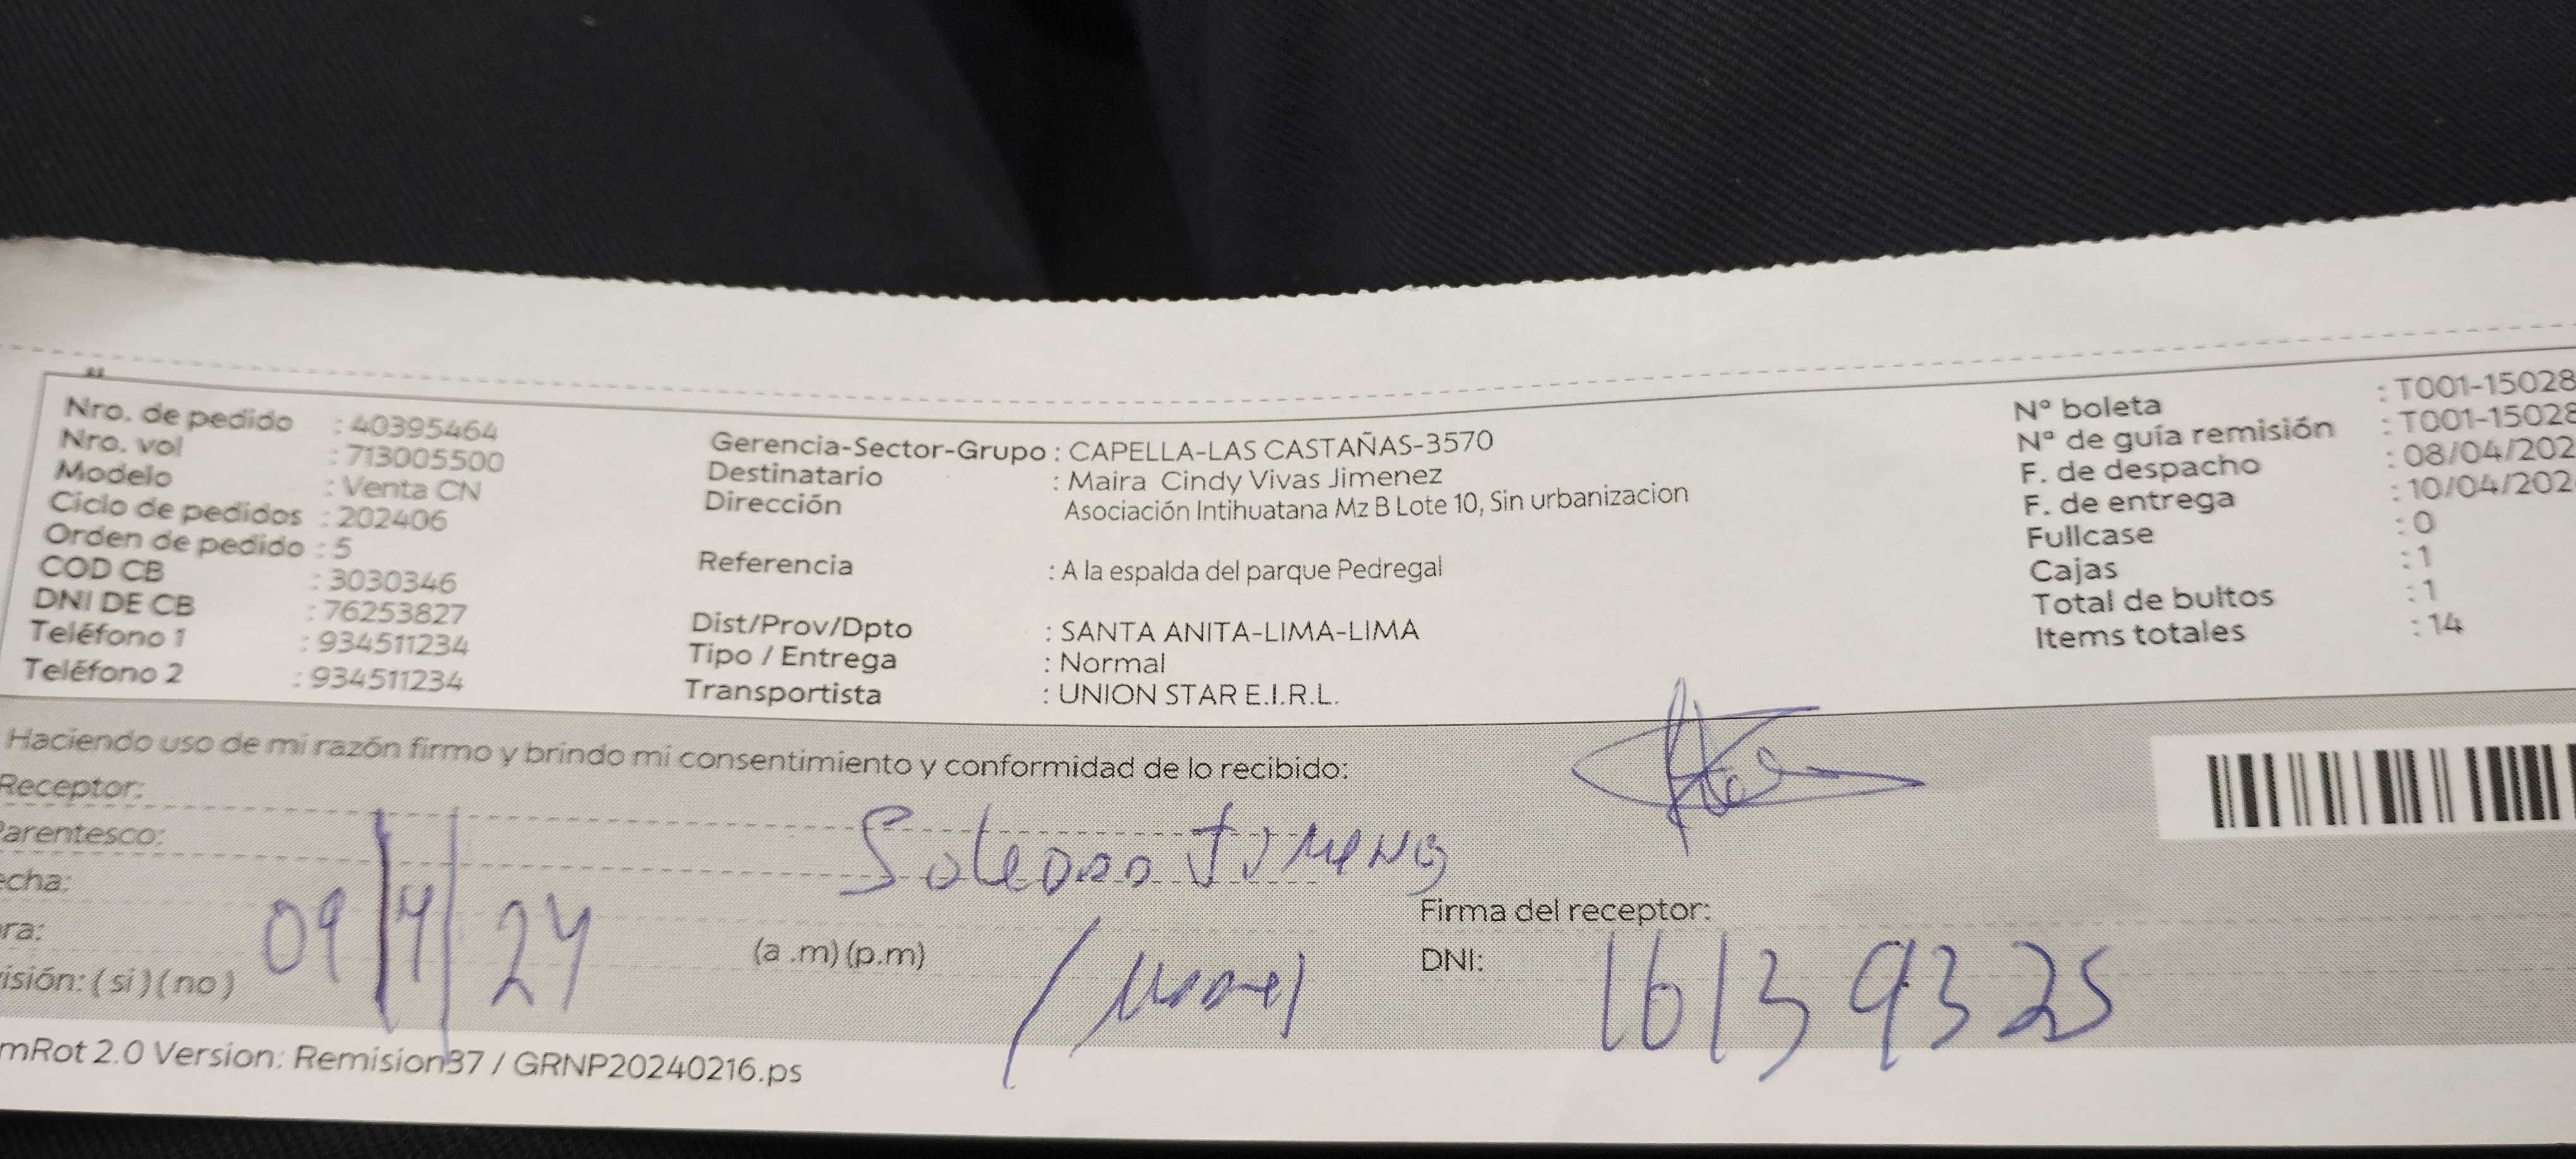 Nro. de pedido : 40395464
Nro. vol : 713005500
Modelo : Venta CN
Ciclo de pedidos : 202406
Orden de pedido : 5
COD CB : 3030346
DNI DE CB : 76253827
Teléfono 1 : 934511234
Teléfono 2 : 934511234
Gerencia-Sector-Grupo : CAPELLA-LAS CASTAÑAS-3570
Destinatario : Maira Cindy Vivas Jimenez
Dirección Asociación Intihuatana Mz B Lote 10, Sin urbanizacion
Referencia : A la espalda del parque Pedregal
Dist/Prov/Dpto : SANTA ANITA-LIMA-LIMA
Tipo / Entrega : Normal
Transportista : UNION STAR E.I.R.L.
N° boleta : T001-15028
N° de guía remisión : T001-15028
F. de despacho : 08/04/202
F. de entrega : 10/04/202
Fullcase : 0
Cajas : 1
Total de bultos : 1
Items totales : 14
Haciendo uso de mi razón firmo y brindo mi consentimiento y conformidad de lo recibido:
Receptor:
Parentesco:
Soledad
echa:
09/4/24
Firma del receptor:
ra: (a .m) (p.m)
DNI: 16139325
isión: ( si ) ( no )
mRot 2.0 Version: Remision37 / GRNP20240216.ps